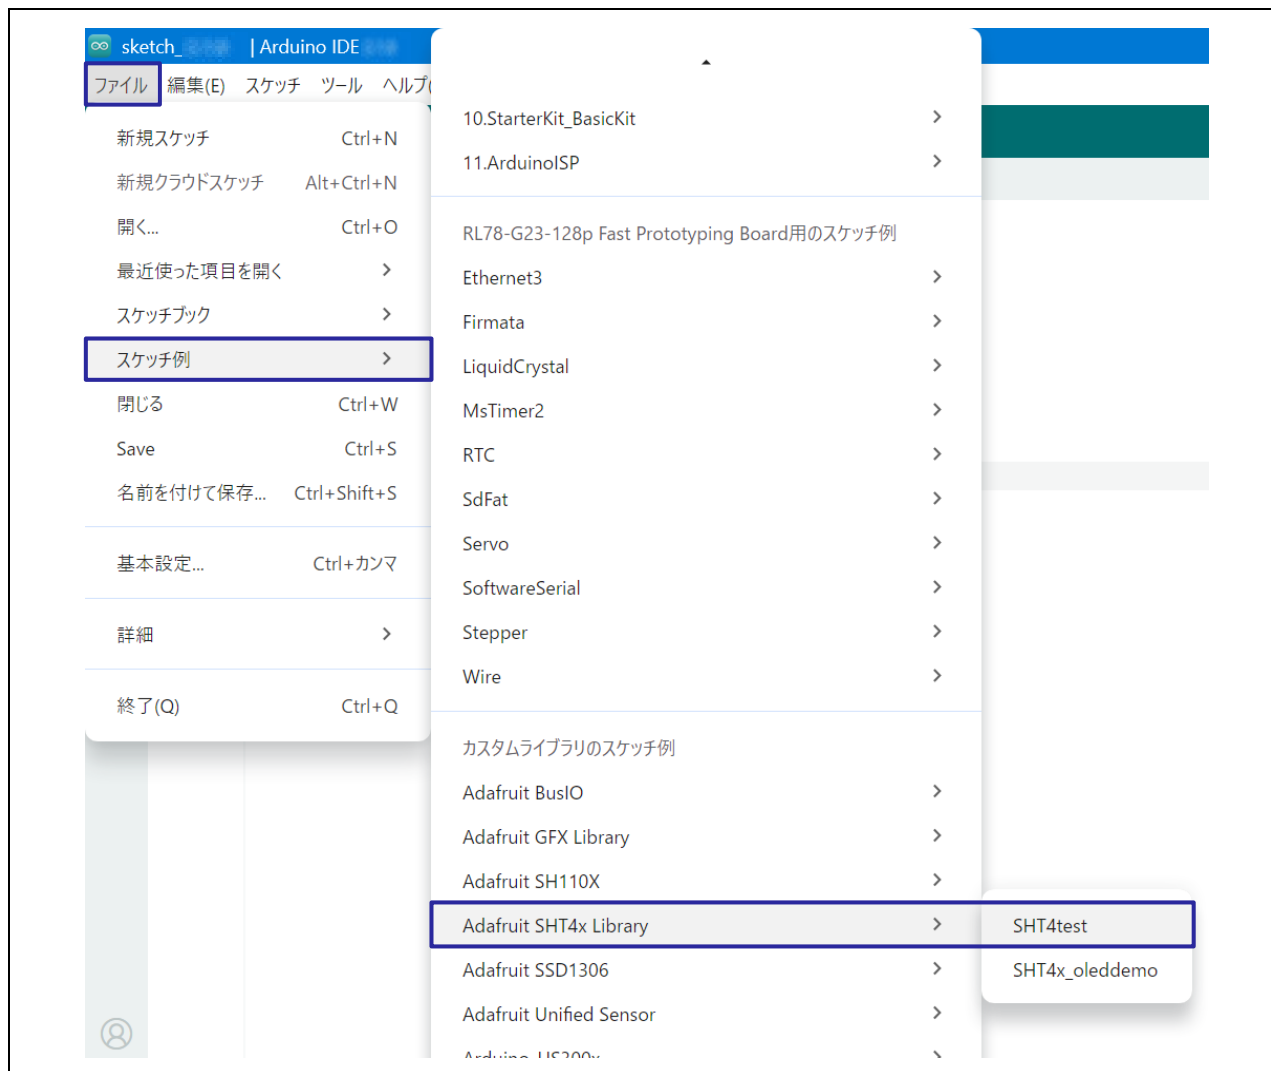 sketch_ | Arduino IDE
ファイル 編集(E) スケッチ ツール ヘルプ(
新規スケッチ Ctrl+N
新規クラウドスケッチ Alt+Ctrl+N
開く... Ctrl+O
最近使った項目を開く
スケッチブック
スケッチ例
閉じる Ctrl+W
Save Ctrl+S
名前を付けて保存... Ctrl+Shift+S
基本設定... Ctrl+カンマ
詳細
終了(Q) Ctrl+Q
10.StarterKit_BasicKit
11.ArduinoISP
RL78-G23-128p Fast Prototyping Board用のスケッチ例
Ethernet3
Firmata
LiquidCrystal
MsTimer2
RTC
SdFat
Servo
SoftwareSerial
Stepper
Wire
カスタムライブラリのスケッチ例
Adafruit BusIO
Adafruit GFX Library
Adafruit SH110X
Adafruit SHT4x Library
Adafruit SSD1306
Adafruit Unified Sensor
SHT4test
SHT4x_oleddemo